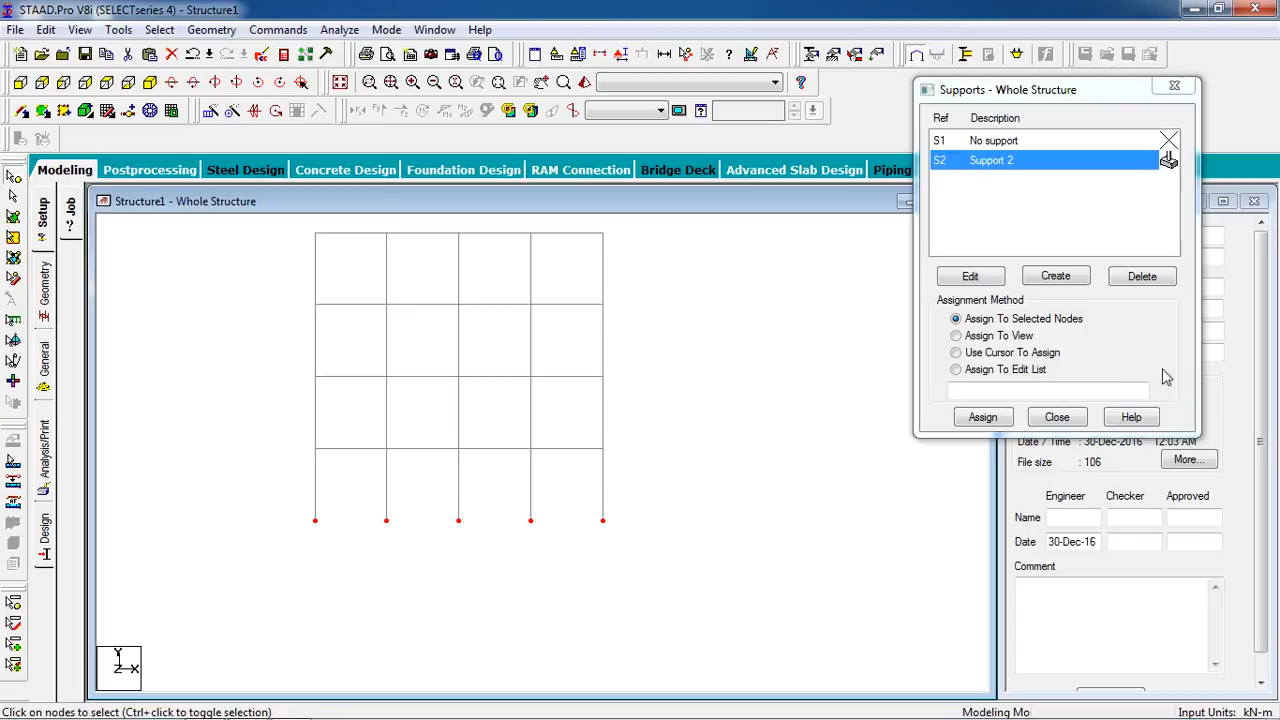 STAAD.Pro V8i (SELECTseries 4) - Structure1
File Edit View Tools Select Geometry Commands Analyze Mode Window Help
Modeling Postprocessing Steel Design Concrete Design Foundation Design RAM Connection Bridge Deck Advanced Slab Design Piping
Structure1 - Whole Structure
Setup
Job
Geometry
General
Analysis/Print
Design
Supports - Whole Structure
Ref Description
S1 No support
S2 Support 2
Edit Create Delete
Assignment Method
Assign To Selected Nodes
Assign To View
Use Cursor To Assign
Assign To Edit List
Assign Close Help
Date / Time : 30-Dec-2016 12:03 AM
File size : 106 More...
Engineer Checker Approved
Name
Date 30-Dec-16
Comment
Y
Z X
Click on nodes to select (Ctrl+click to toggle selection) Modeling Mo Input Units: kN-m